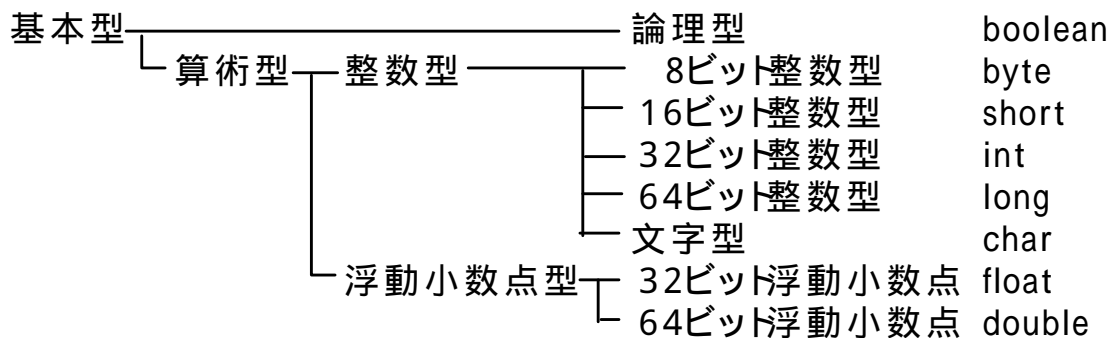 基本型 論理型 boolean
算術型 整数型 8ビット整数型 byte
16ビット整数型 short
32ビット整数型 int
64ビット整数型 long
文字型 char
浮動小数点型 32ビット浮動小数点 float
64ビット浮動小数点 double